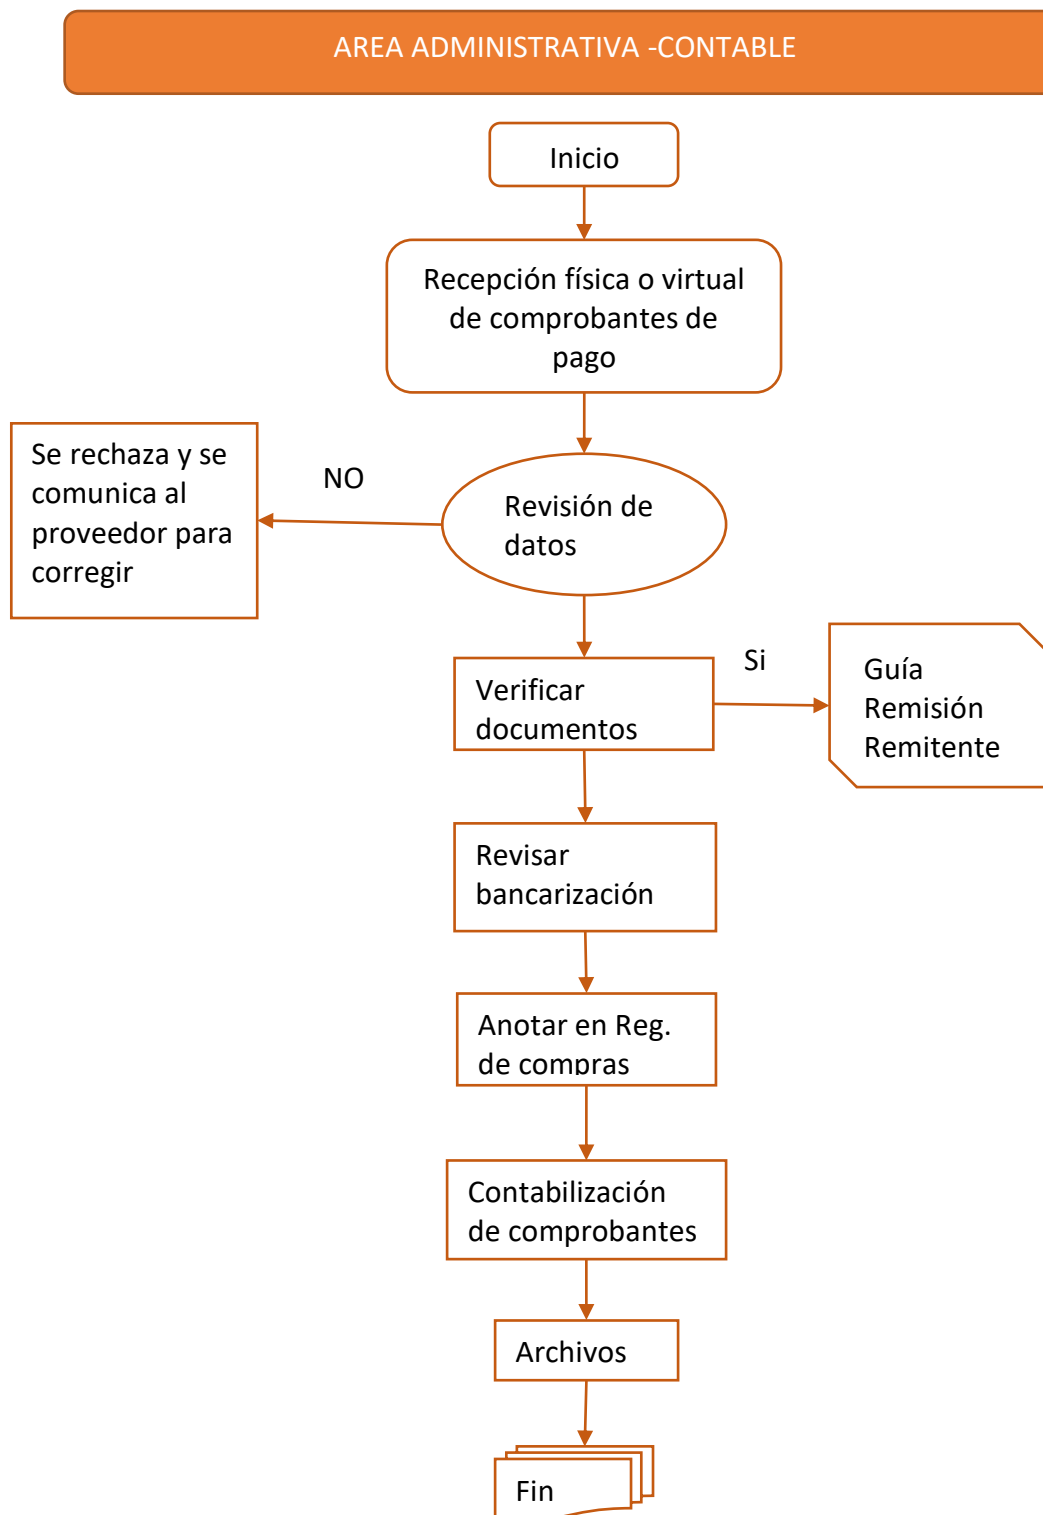 AREA ADMINISTRATIVA -CONTABLE
Inicio
Recepción física o virtual
de comprobantes de
pago
Se rechaza y se
comunica al
proveedor para
corregir
NO
Revisión de
datos
Verificar
documentos
Si
Guía
Remisión
Remitente
Revisar
bancarización
Anotar en Reg.
de compras
Contabilización
de comprobantes
Archivos
Fin